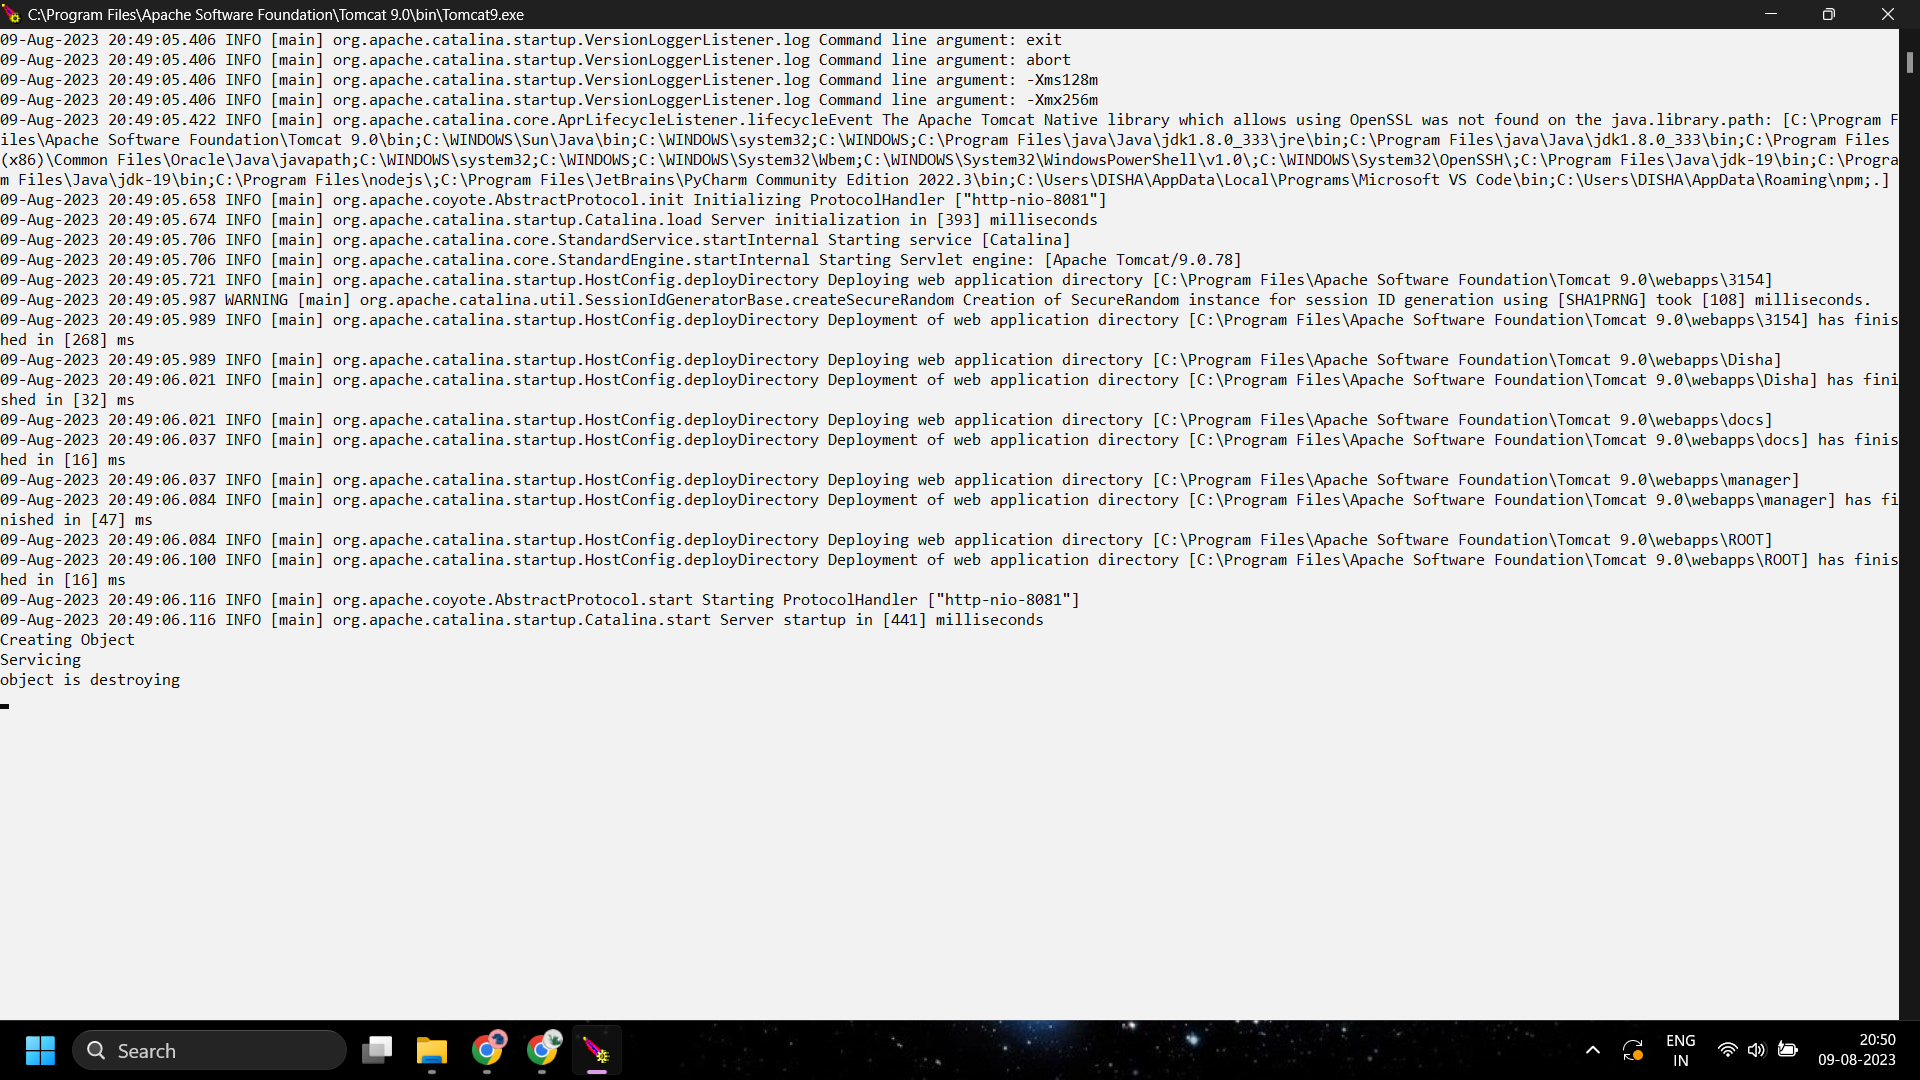 C:\Program Files\Apache Software Foundation\Tomcat 9.0\bin\Tomcat9.exe
09-Aug-2023 20:49:05.406 INFO [main] org.apache.catalina.startup.VersionLoggerListener.log Command line argument: exit
09-Aug-2023 20:49:05.406 INFO [main] org.apache.catalina.startup.VersionLoggerListener.log Command line argument: abort
09-Aug-2023 20:49:05.406 INFO [main] org.apache.catalina.startup.VersionLoggerListener.log Command line argument: -Xms128m
09-Aug-2023 20:49:05.406 INFO [main] org.apache.catalina.startup.VersionLoggerListener.log Command line argument: -Xmx256m
09-Aug-2023 20:49:05.422 INFO [main] org.apache.catalina.core.AprLifecycleListener.lifecycleEvent The Apache Tomcat Native library which allows using OpenSSL was not found on the java.library.path: [C:\Program F
iles\Apache Software Foundation\Tomcat 9.0\bin;C:\WINDOWS\Sun\Java\bin;C:\WINDOWS\system32;C:\WINDOWS;C:\Program Files\java\Java\jdk1.8.0_333\jre\bin;C:\Program Files\java\Java\jdk1.8.0_333\bin;C:\Program Files
(x86)\Common Files\Oracle\Java\javapath;C:\WINDOWS\system32;C:\WINDOWS;C:\WINDOWS\System32\Wbem;C:\WINDOWS\System32\WindowsPowerShell\v1.0\;C:\WINDOWS\System32\OpenSSH\;C:\Program Files\Java\jdk-19\bin;C:\Progra
m Files\Java\jdk-19\bin;C:\Program Files\nodejs\;C:\Program Files\JetBrains\PyCharm Community Edition 2022.3\bin;C:\Users\DISHA\AppData\Local\Programs\Microsoft VS Code\bin;C:\Users\DISHA\AppData\Roaming\npm;.]
09-Aug-2023 20:49:05.658 INFO [main] org.apache.coyote.AbstractProtocol.init Initializing ProtocolHandler ["http-nio-8081"]
09-Aug-2023 20:49:05.674 INFO [main] org.apache.catalina.startup.Catalina.load Server initialization in [393] milliseconds
09-Aug-2023 20:49:05.706 INFO [main] org.apache.catalina.core.StandardService.startInternal Starting service [Catalina]
09-Aug-2023 20:49:05.706 INFO [main] org.apache.catalina.core.StandardEngine.startInternal Starting Servlet engine: [Apache Tomcat/9.0.78]
09-Aug-2023 20:49:05.721 INFO [main] org.apache.catalina.startup.HostConfig.deployDirectory Deploying web application directory [C:\Program Files\Apache Software Foundation\Tomcat 9.0\webapps\3154]
09-Aug-2023 20:49:05.987 WARNING [main] org.apache.catalina.util.SessionIdGeneratorBase.createSecureRandom Creation of SecureRandom instance for session ID generation using [SHA1PRNG] took [108] milliseconds.
09-Aug-2023 20:49:05.989 INFO [main] org.apache.catalina.startup.HostConfig.deployDirectory Deployment of web application directory [C:\Program Files\Apache Software Foundation\Tomcat 9.0\webapps\3154] has finis
hed in [268] ms
09-Aug-2023 20:49:05.989 INFO [main] org.apache.catalina.startup.HostConfig.deployDirectory Deploying web application directory [C:\Program Files\Apache Software Foundation\Tomcat 9.0\webapps\Disha]
09-Aug-2023 20:49:06.021 INFO [main] org.apache.catalina.startup.HostConfig.deployDirectory Deployment of web application directory [C:\Program Files\Apache Software Foundation\Tomcat 9.0\webapps\Disha] has fini
shed in [32] ms
09-Aug-2023 20:49:06.021 INFO [main] org.apache.catalina.startup.HostConfig.deployDirectory Deploying web application directory [C:\Program Files\Apache Software Foundation\Tomcat 9.0\webapps\docs]
09-Aug-2023 20:49:06.037 INFO [main] org.apache.catalina.startup.HostConfig.deployDirectory Deployment of web application directory [C:\Program Files\Apache Software Foundation\Tomcat 9.0\webapps\docs] has finis
hed in [16] ms
09-Aug-2023 20:49:06.037 INFO [main] org.apache.catalina.startup.HostConfig.deployDirectory Deploying web application directory [C:\Program Files\Apache Software Foundation\Tomcat 9.0\webapps\manager]
09-Aug-2023 20:49:06.084 INFO [main] org.apache.catalina.startup.HostConfig.deployDirectory Deployment of web application directory [C:\Program Files\Apache Software Foundation\Tomcat 9.0\webapps\manager] has fi
nished in [47] ms
09-Aug-2023 20:49:06.084 INFO [main] org.apache.catalina.startup.HostConfig.deployDirectory Deploying web application directory [C:\Program Files\Apache Software Foundation\Tomcat 9.0\webapps\ROOT]
09-Aug-2023 20:49:06.100 INFO [main] org.apache.catalina.startup.HostConfig.deployDirectory Deployment of web application directory [C:\Program Files\Apache Software Foundation\Tomcat 9.0\webapps\ROOT] has finis
hed in [16] ms
09-Aug-2023 20:49:06.116 INFO [main] org.apache.coyote.AbstractProtocol.start Starting ProtocolHandler ["http-nio-8081"]
09-Aug-2023 20:49:06.116 INFO [main] org.apache.catalina.startup.Catalina.start Server startup in [441] milliseconds
Creating Object
Servicing
object is destroying
Search
ENG
IN
20:50
09-08-2023